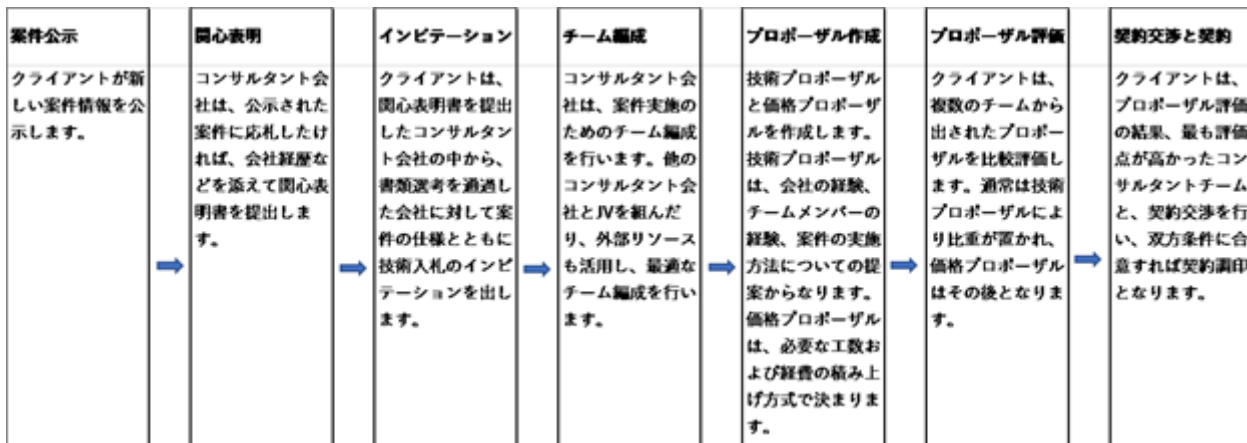 案件公示
クライアントが新
しい案件情報を公
示します。
関心表明
コンサルタント会
社は、公示された
案件に応札したけ
れば、会社経歴な
どを添えて関心表
明書を提出しま
す。
インビテーション
クライアントは、
関心表明書を提出
したコンサルタン
ト会社の中から、
書類選考を通過し
た会社に対して案
件の仕様とともに
技術入札のインビ
テーションを出し
ます。
チーム編成
コンサルタント会
社は、案件実施の
ためのチーム編成
を行います。他の
コンサルタント会
社とJVを組んだ
り、外部リソース
も活用し、最適な
チーム編成を行い
ます。
プロポーザル作成
技術プロポーザル
と価格プロポーザ
ルを作成します。
技術プロポーザル
は、会社の経験、
チームメンバーの
経験、案件の実施
方法についての提
案からなります。
価格プロポーザル
は、必要な工数お
よび経費の積み上
げ方式で決まりま
す。
プロポーザル評価
クライアントは、
複数のチームから
出されたプロポー
ザルを比較評価し
ます。通常は技術
プロポーザルによ
り比重が置かれ、
価格プロポーザル
はその後となりま
す。
契約交渉と契約
クライアントは、
プロポーザル評価
の結果、最も評価
点が高かったコン
サルタントチーム
と、契約交渉を行
い、双方条件に合
意すれば契約調印
となります。